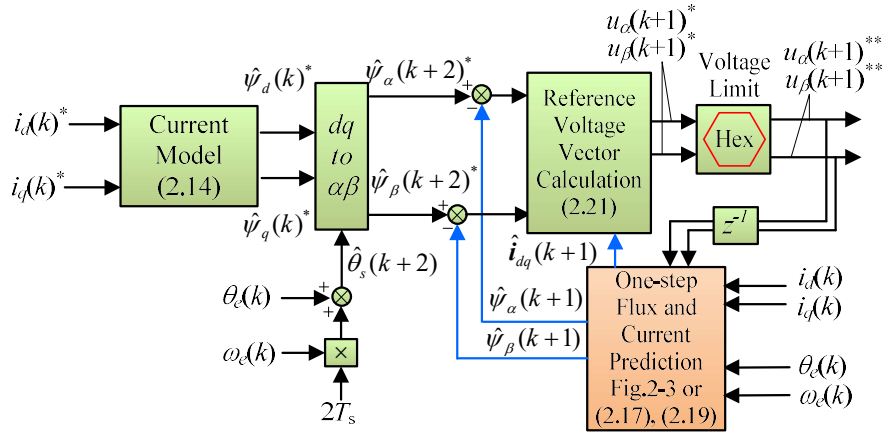 u_α(k+1)^*
u_β(k+1)^*
Voltage
Limit
u_α(k+1)^**
u_β(k+1)^**
ψ̂_d(k)^*
ψ̂_α(k+2)^*
i_d(k)^*
i_q(k)^*
Current
Model
(2.14)
dq
to
αβ
+
−
Reference
Voltage
Vector
Calculation
(2.21)
Hex
ψ̂_β(k+2)^*
+
−
ψ̂_q(k)^*
z^-1
θ̂_s(k+2)
î_dq(k+1)
θ_e(k)
+
+
ψ̂_α(k+1)
ψ̂_β(k+1)
One-step
Flux and
Current
Prediction
Fig.2-3 or
(2.17), (2.19)
i_d(k)
i_q(k)
ω_e(k)
×
2T_s
θ_e(k)
ω_e(k)